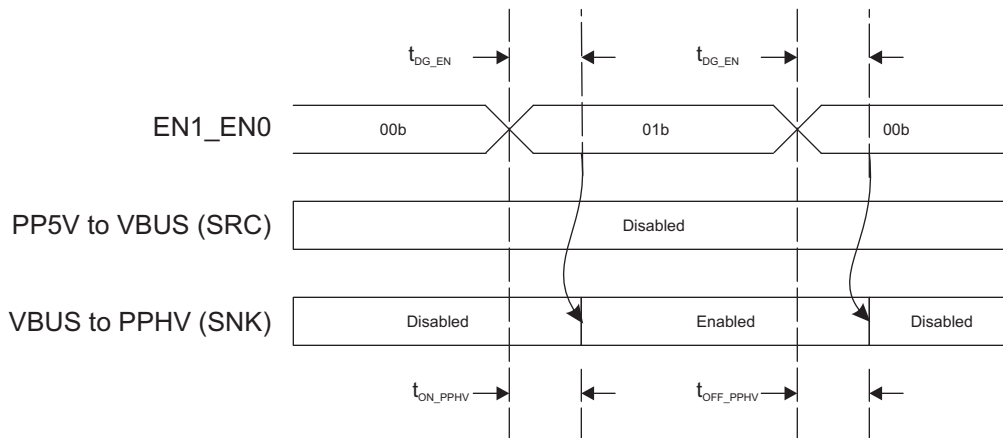 tDG_EN tDG_EN
EN1_EN0 00b 01b 00b
PP5V to VBUS (SRC) Disabled
VBUS to PPHV (SNK) Disabled Enabled Disabled
tON_PPHV tOFF_PPHV